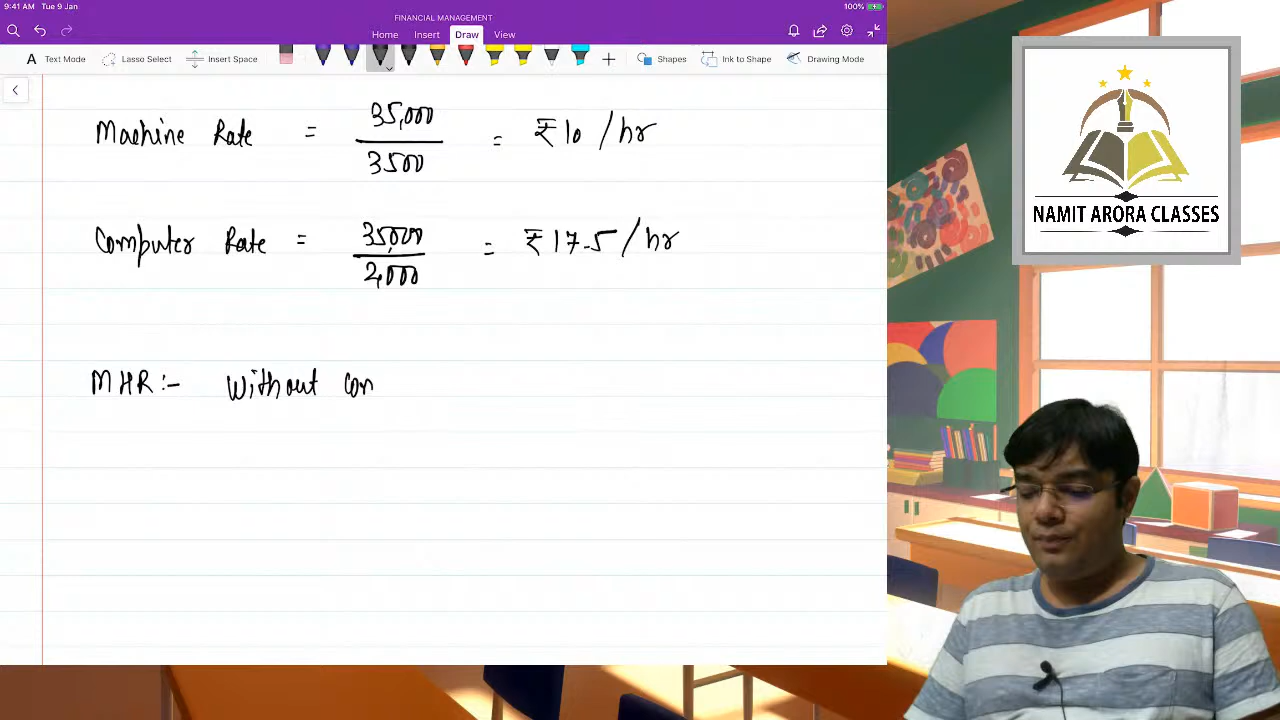 9:41 AM Tue 9 Jan
100%
FINANCIAL MANAGEMENT
Home Insert Draw View
A Text Mode Lasso Select Insert Space Shapes Ink to Shape Drawing Mode
Machine Rate = 35,000 / 3500 = ₹10 /hr
Computer Rate = 35,000 / 2,000 = ₹17.5 /hr
MHR:- Without con
NAMIT ARORA CLASSES